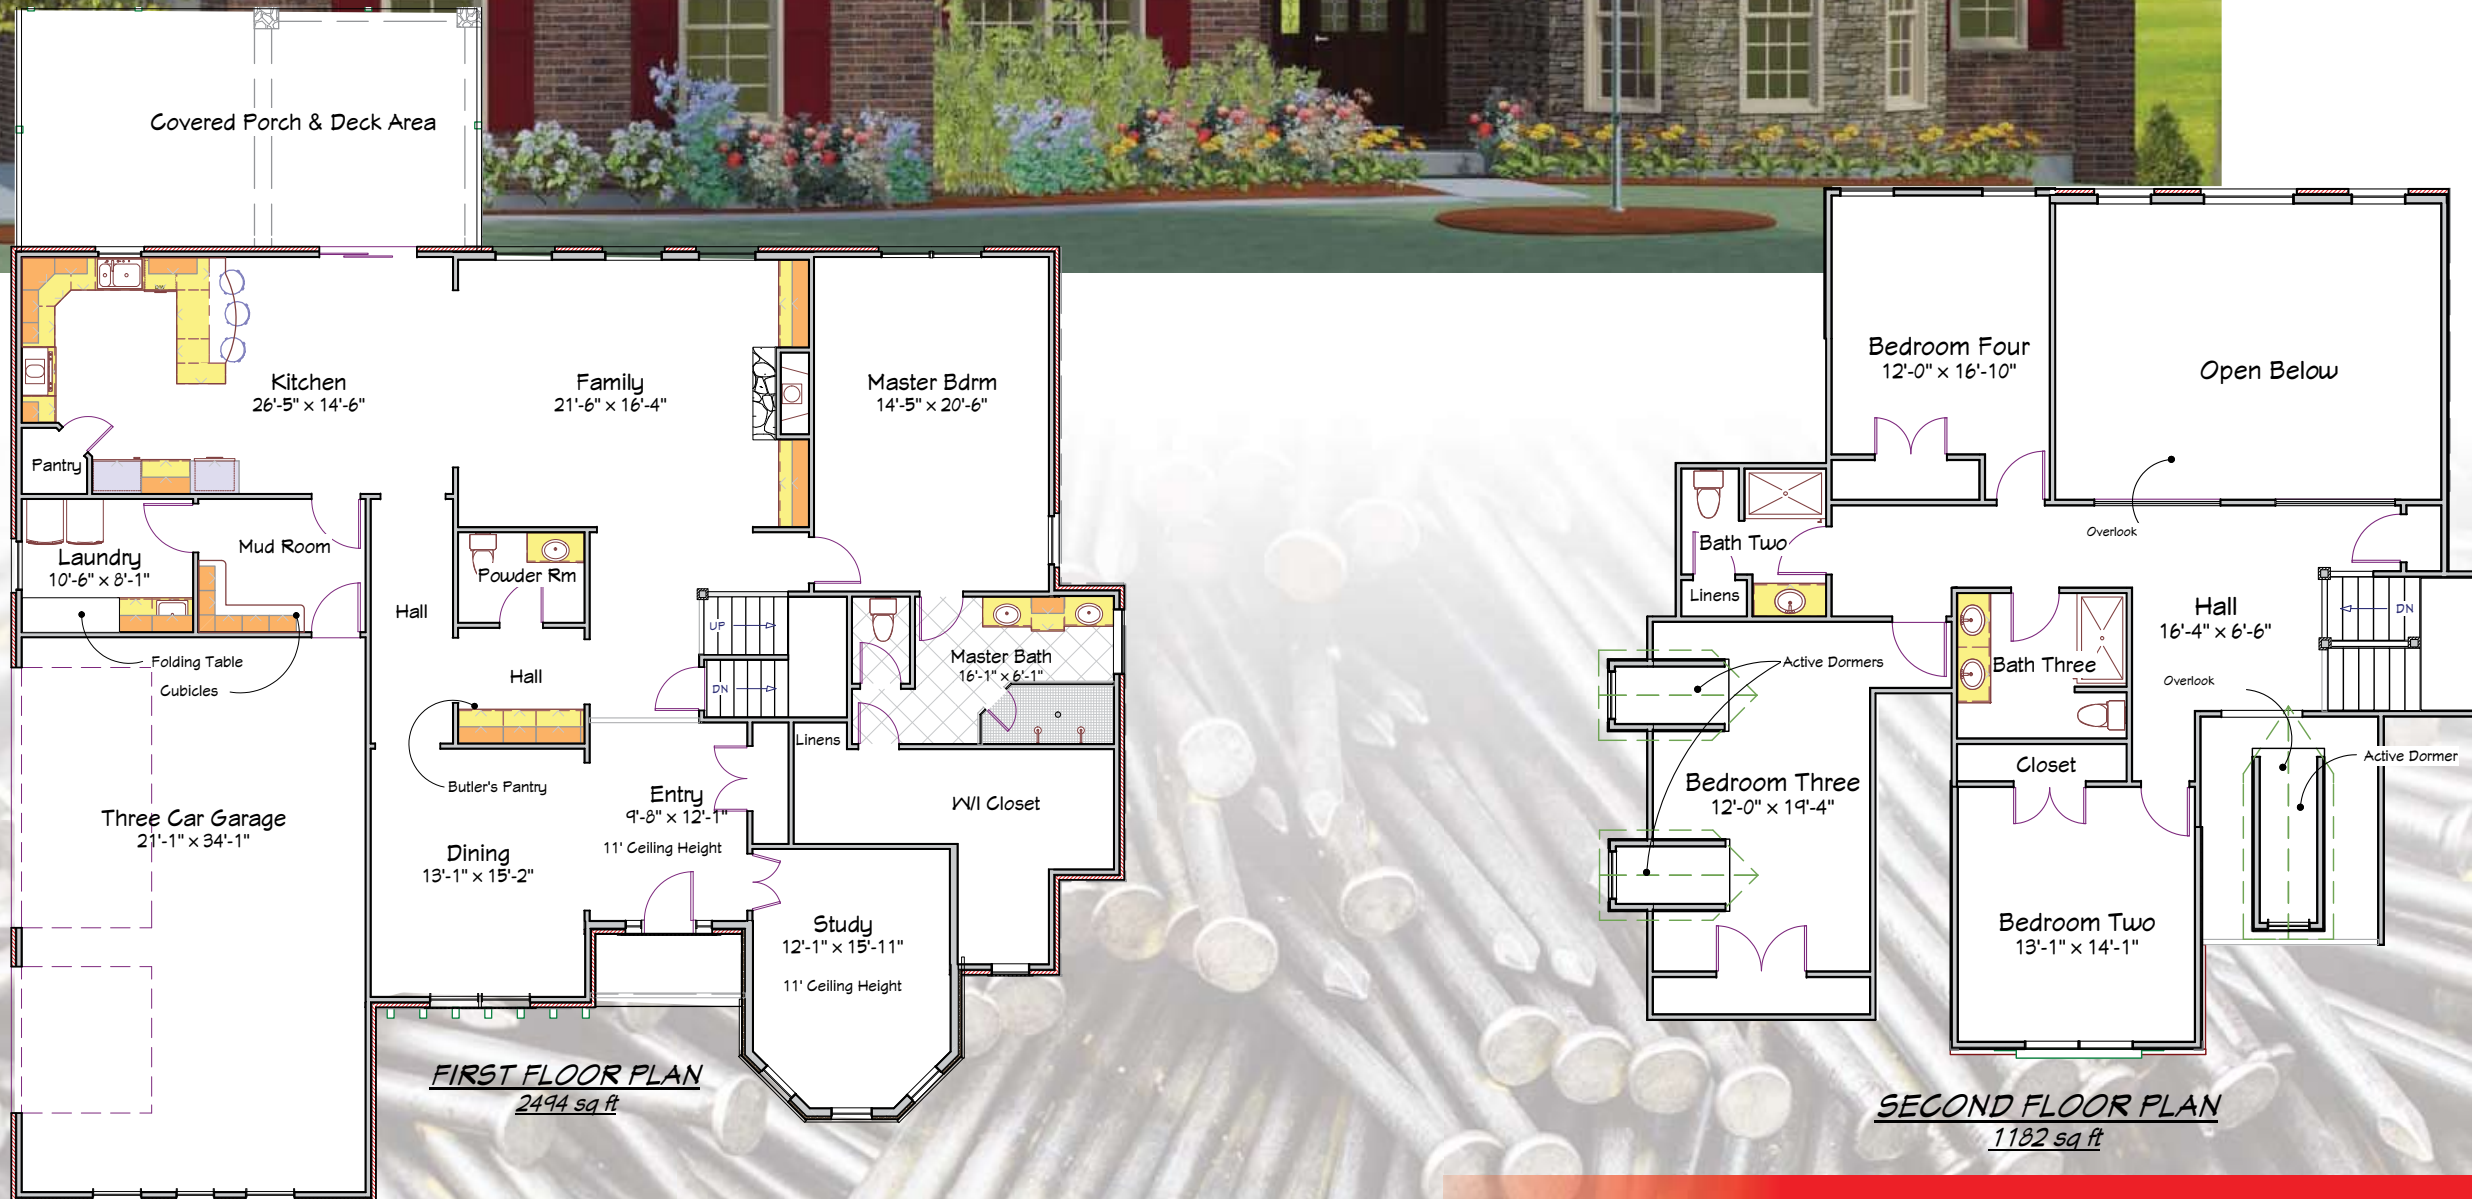 Covered Porch & Deck Area
Kitchen
26'-5" x 14'-6"
Family
21'-6" x 16'-4"
Master Bdrm
14'-5" x 20'-6"
Pantry
Laundry
10'-6" x 8'-1"
Mud Room
Powder Rm
Hall
UP
DN
Master Bath
16'-1" x 6'-1"
Folding Table
Cubicles
Hall
Linens
Butler's Pantry
Entry
9'-8" x 12'-1"
11' Ceiling Height
W/I Closet
Three Car Garage
21'-1" x 34'-1"
Dining
13'-1" x 15'-2"
Study
12'-1" x 15'-11"
11' Ceiling Height
FIRST FLOOR PLAN
2494 sq ft
Bedroom Four
12'-0" x 16'-10"
Open Below
Overlook
Bath Two
Linens
Hall
16'-4" x 6'-6"
DN
Bath Three
Active Dormers
Overlook
Active Dormer
Closet
Bedroom Three
12'-0" x 19'-4"
Bedroom Two
13'-1" x 14'-1"
SECOND FLOOR PLAN
1182 sq ft